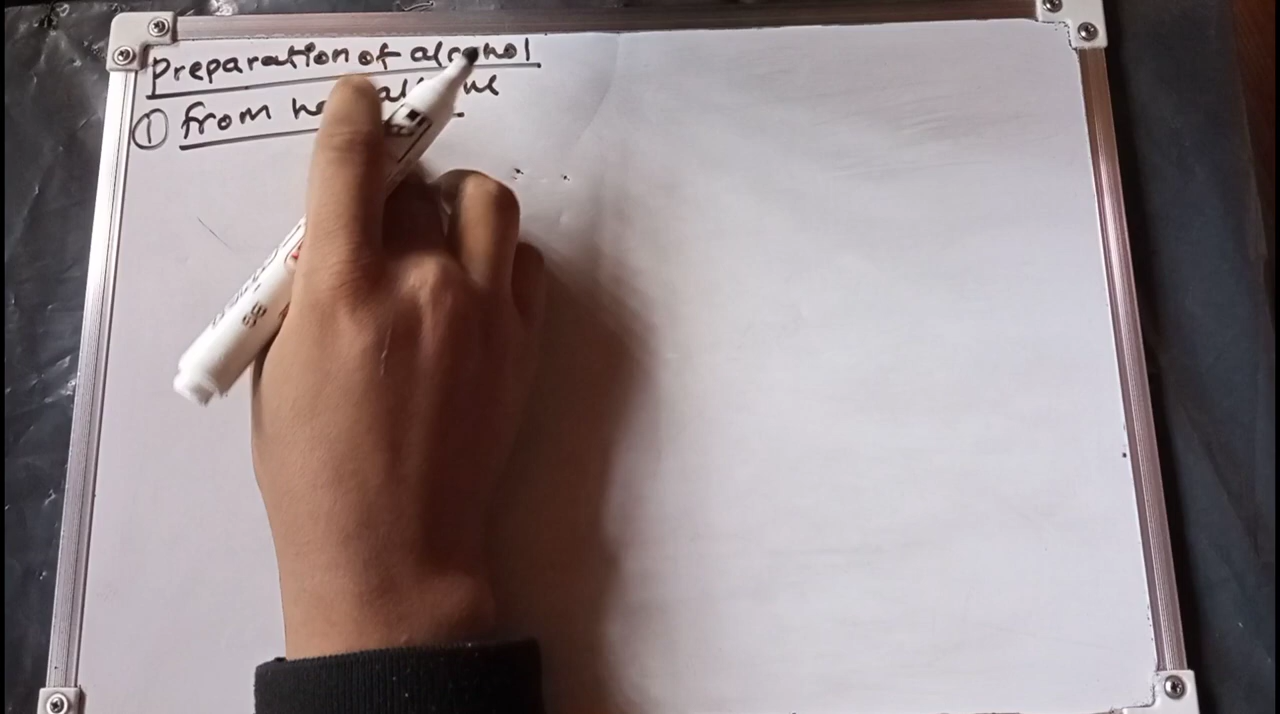 Preparation of alcohol
① from